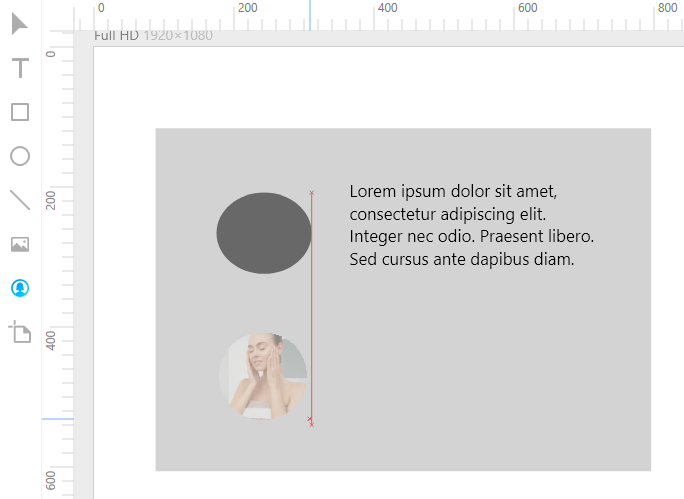 0 200 400 600 800
Full HD 1920×1080
0
200
400
600
T
Lorem ipsum dolor sit amet,
consectetur adipiscing elit.
Integer nec odio. Praesent libero.
Sed cursus ante dapibus diam.